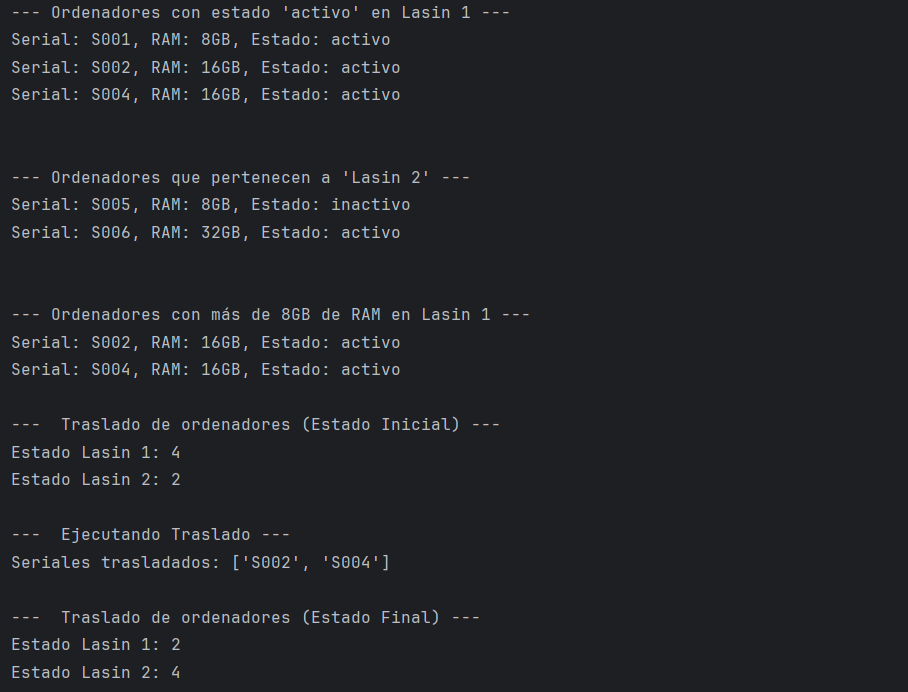 --- Ordenadores con estado 'activo' en Lasin 1 ---
Serial: S001, RAM: 8GB, Estado: activo
Serial: S002, RAM: 16GB, Estado: activo
Serial: S004, RAM: 16GB, Estado: activo
--- Ordenadores que pertenecen a 'Lasin 2' ---
Serial: S005, RAM: 8GB, Estado: inactivo
Serial: S006, RAM: 32GB, Estado: activo
--- Ordenadores con más de 8GB de RAM en Lasin 1 ---
Serial: S002, RAM: 16GB, Estado: activo
Serial: S004, RAM: 16GB, Estado: activo
---  Traslado de ordenadores (Estado Inicial) ---
Estado Lasin 1: 4
Estado Lasin 2: 2
---  Ejecutando Traslado ---
Seriales trasladados: ['S002', 'S004']
---  Traslado de ordenadores (Estado Final) ---
Estado Lasin 1: 2
Estado Lasin 2: 4